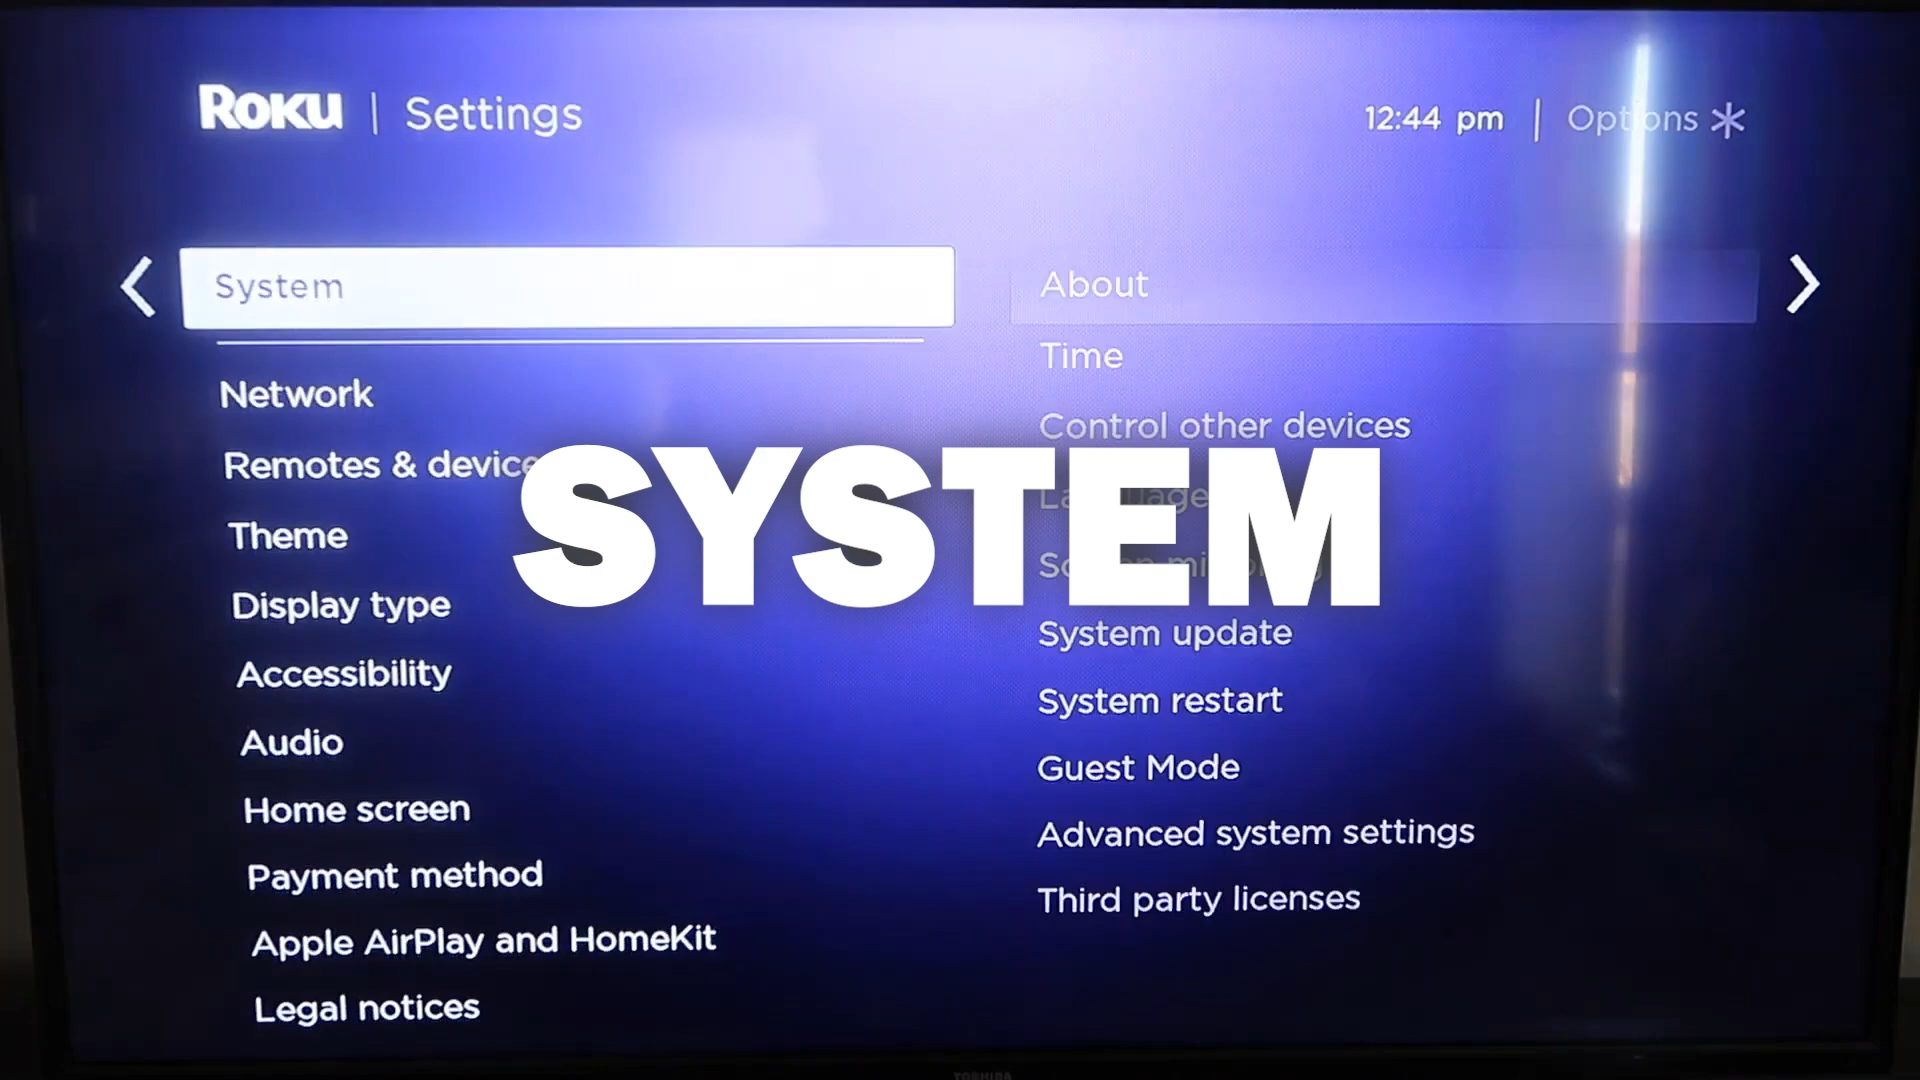 Roku | Settings
12:44 pm | Options *
System
Network
Remotes &
Theme
Display type
Accessibility
Audio
Home screen
Payment method
Apple AirPlay and HomeKit
Legal notices
About
Time
Control other devices
System update
System restart
Guest Mode
Advanced system settings
Third party licenses
SYSTEM
TOSHIBA